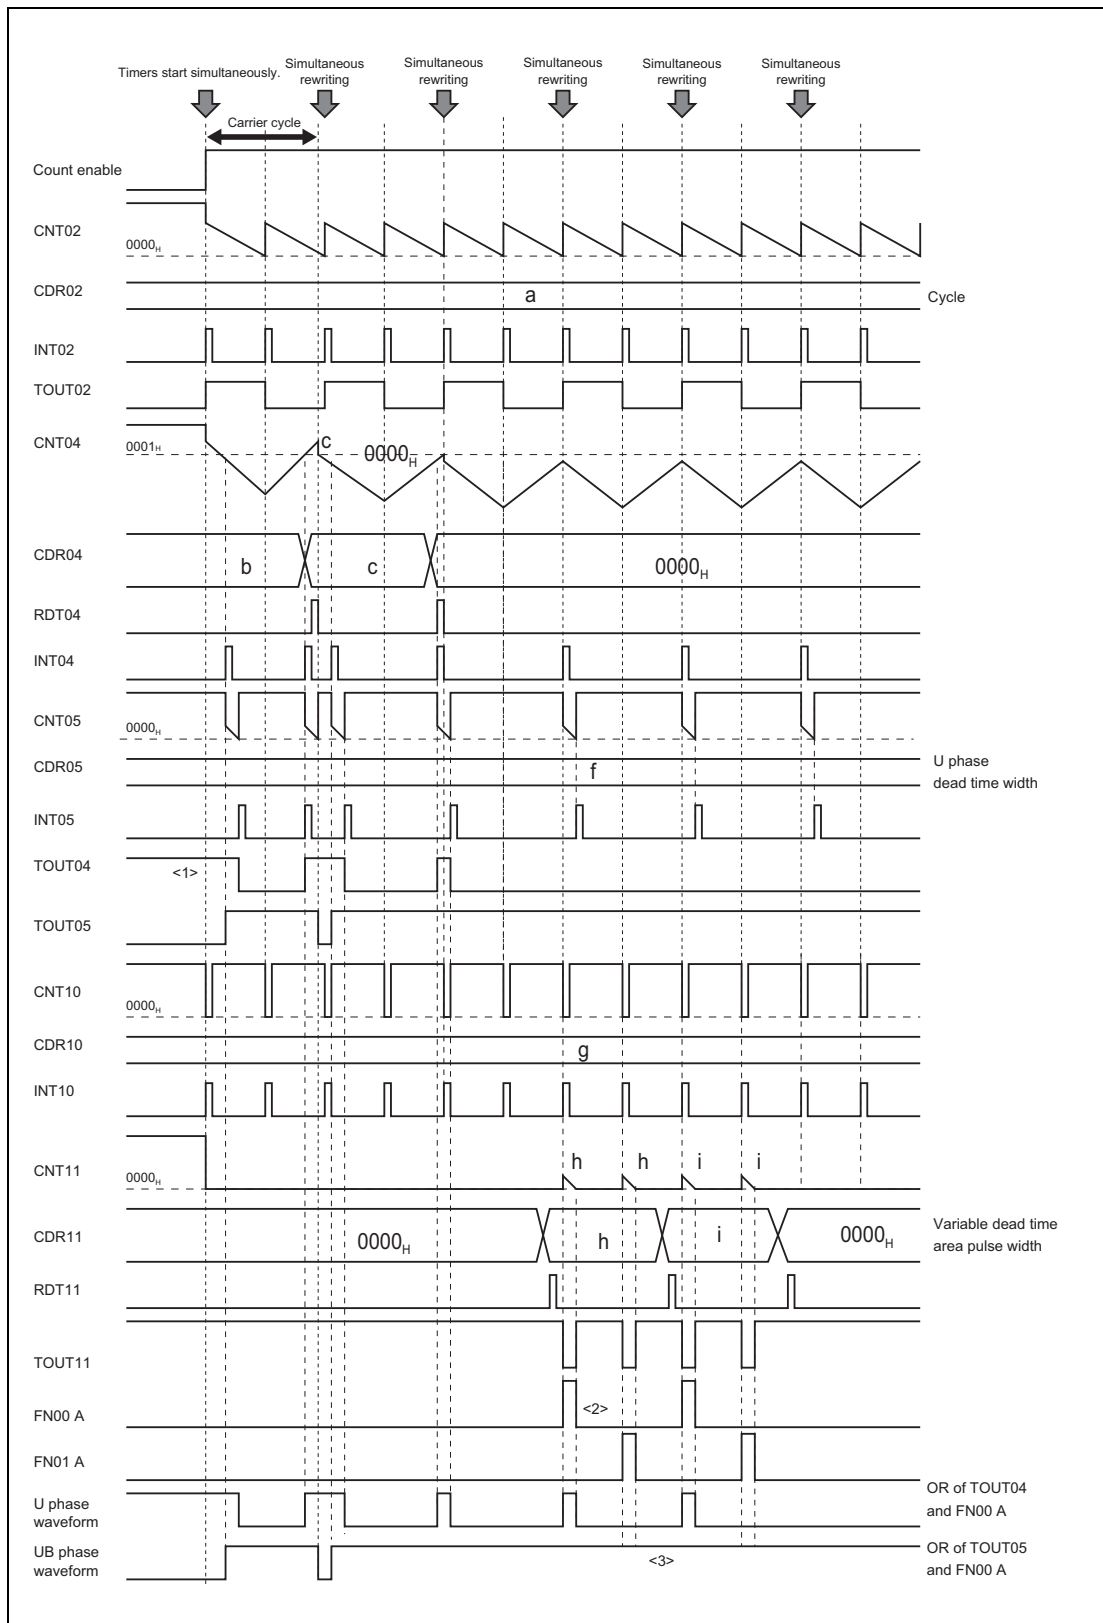 Timers start simultaneously.
Simultaneous
rewriting
Simultaneous
rewriting
Simultaneous
rewriting
Simultaneous
rewriting
Simultaneous
rewriting
Carrier cycle
Count enable
CNT02
0000H
CDR02
a
Cycle
INT02
TOUT02
CNT04
0001H
c
0000H
CDR04
b
c
0000H
RDT04
INT04
CNT05
0000H
CDR05
f
U phase
dead time width
INT05
TOUT04
<1>
TOUT05
CNT10
0000H
CDR10
g
INT10
CNT11
0000H
h
h
i
i
CDR11
0000H
h
i
0000H
Variable dead time
area pulse width
RDT11
TOUT11
FN00 A
<2>
FN01 A
U phase
waveform
OR of TOUT04
and FN00 A
UB phase
waveform
<3>
OR of TOUT05
and FN00 A